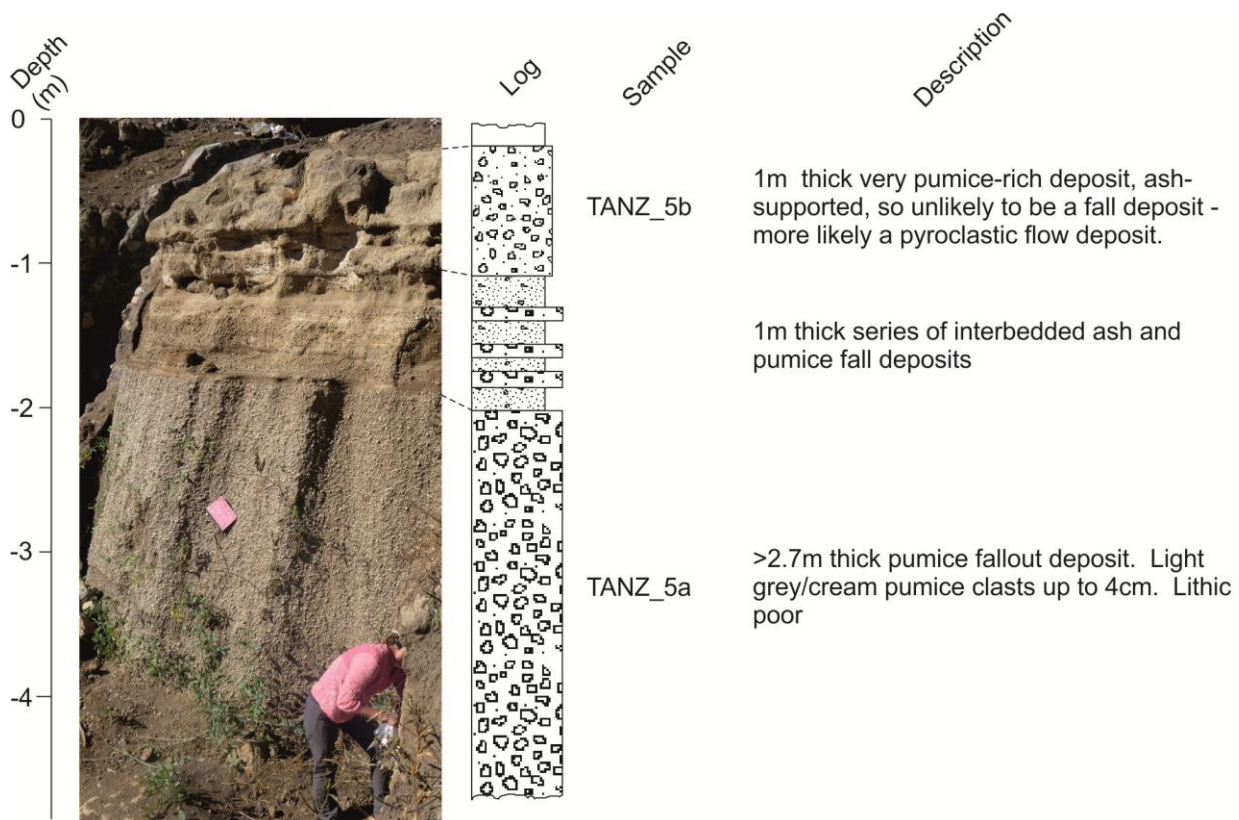 Depth
(m)
Log
Sample
Description
0
-1
-2
-3
-4
TANZ_5b
1m thick very pumice-rich deposit, ash-
supported, so unlikely to be a fall deposit -
more likely a pyroclastic flow deposit.
1m thick series of interbedded ash and
pumice fall deposits
TANZ_5a
>2.7m thick pumice fallout deposit. Light
grey/cream pumice clasts up to 4cm. Lithic
poor